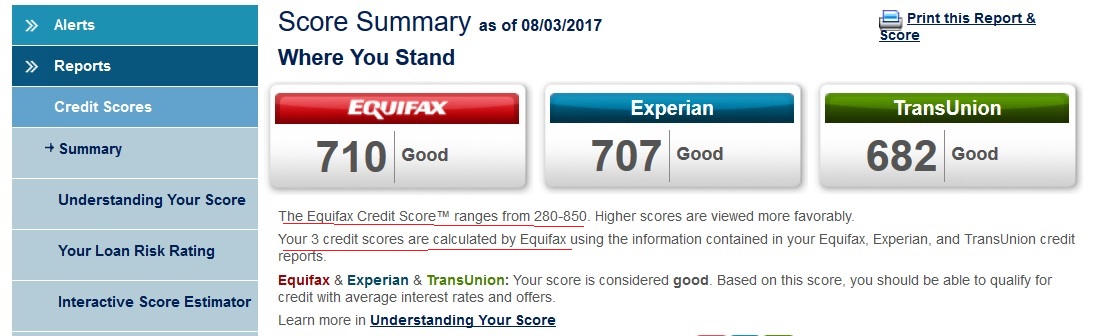 Alerts
Reports
Credit Scores
Summary
Understanding Your Score
Your Loan Risk Rating
Interactive Score Estimator
Score Summary as of 08/03/2017
Print this Report &
Score
Where You Stand
EQUIFAX
710 Good
Experian
707 Good
TransUnion
682 Good
The Equifax Credit Score™ ranges from 280-850. Higher scores are viewed more favorably.
Your 3 credit scores are calculated by Equifax using the information contained in your Equifax, Experian, and TransUnion credit
reports.
Equifax & Experian & TransUnion: Your score is considered good. Based on this score, you should be able to qualify for
credit with average interest rates and offers.
Learn more in Understanding Your Score